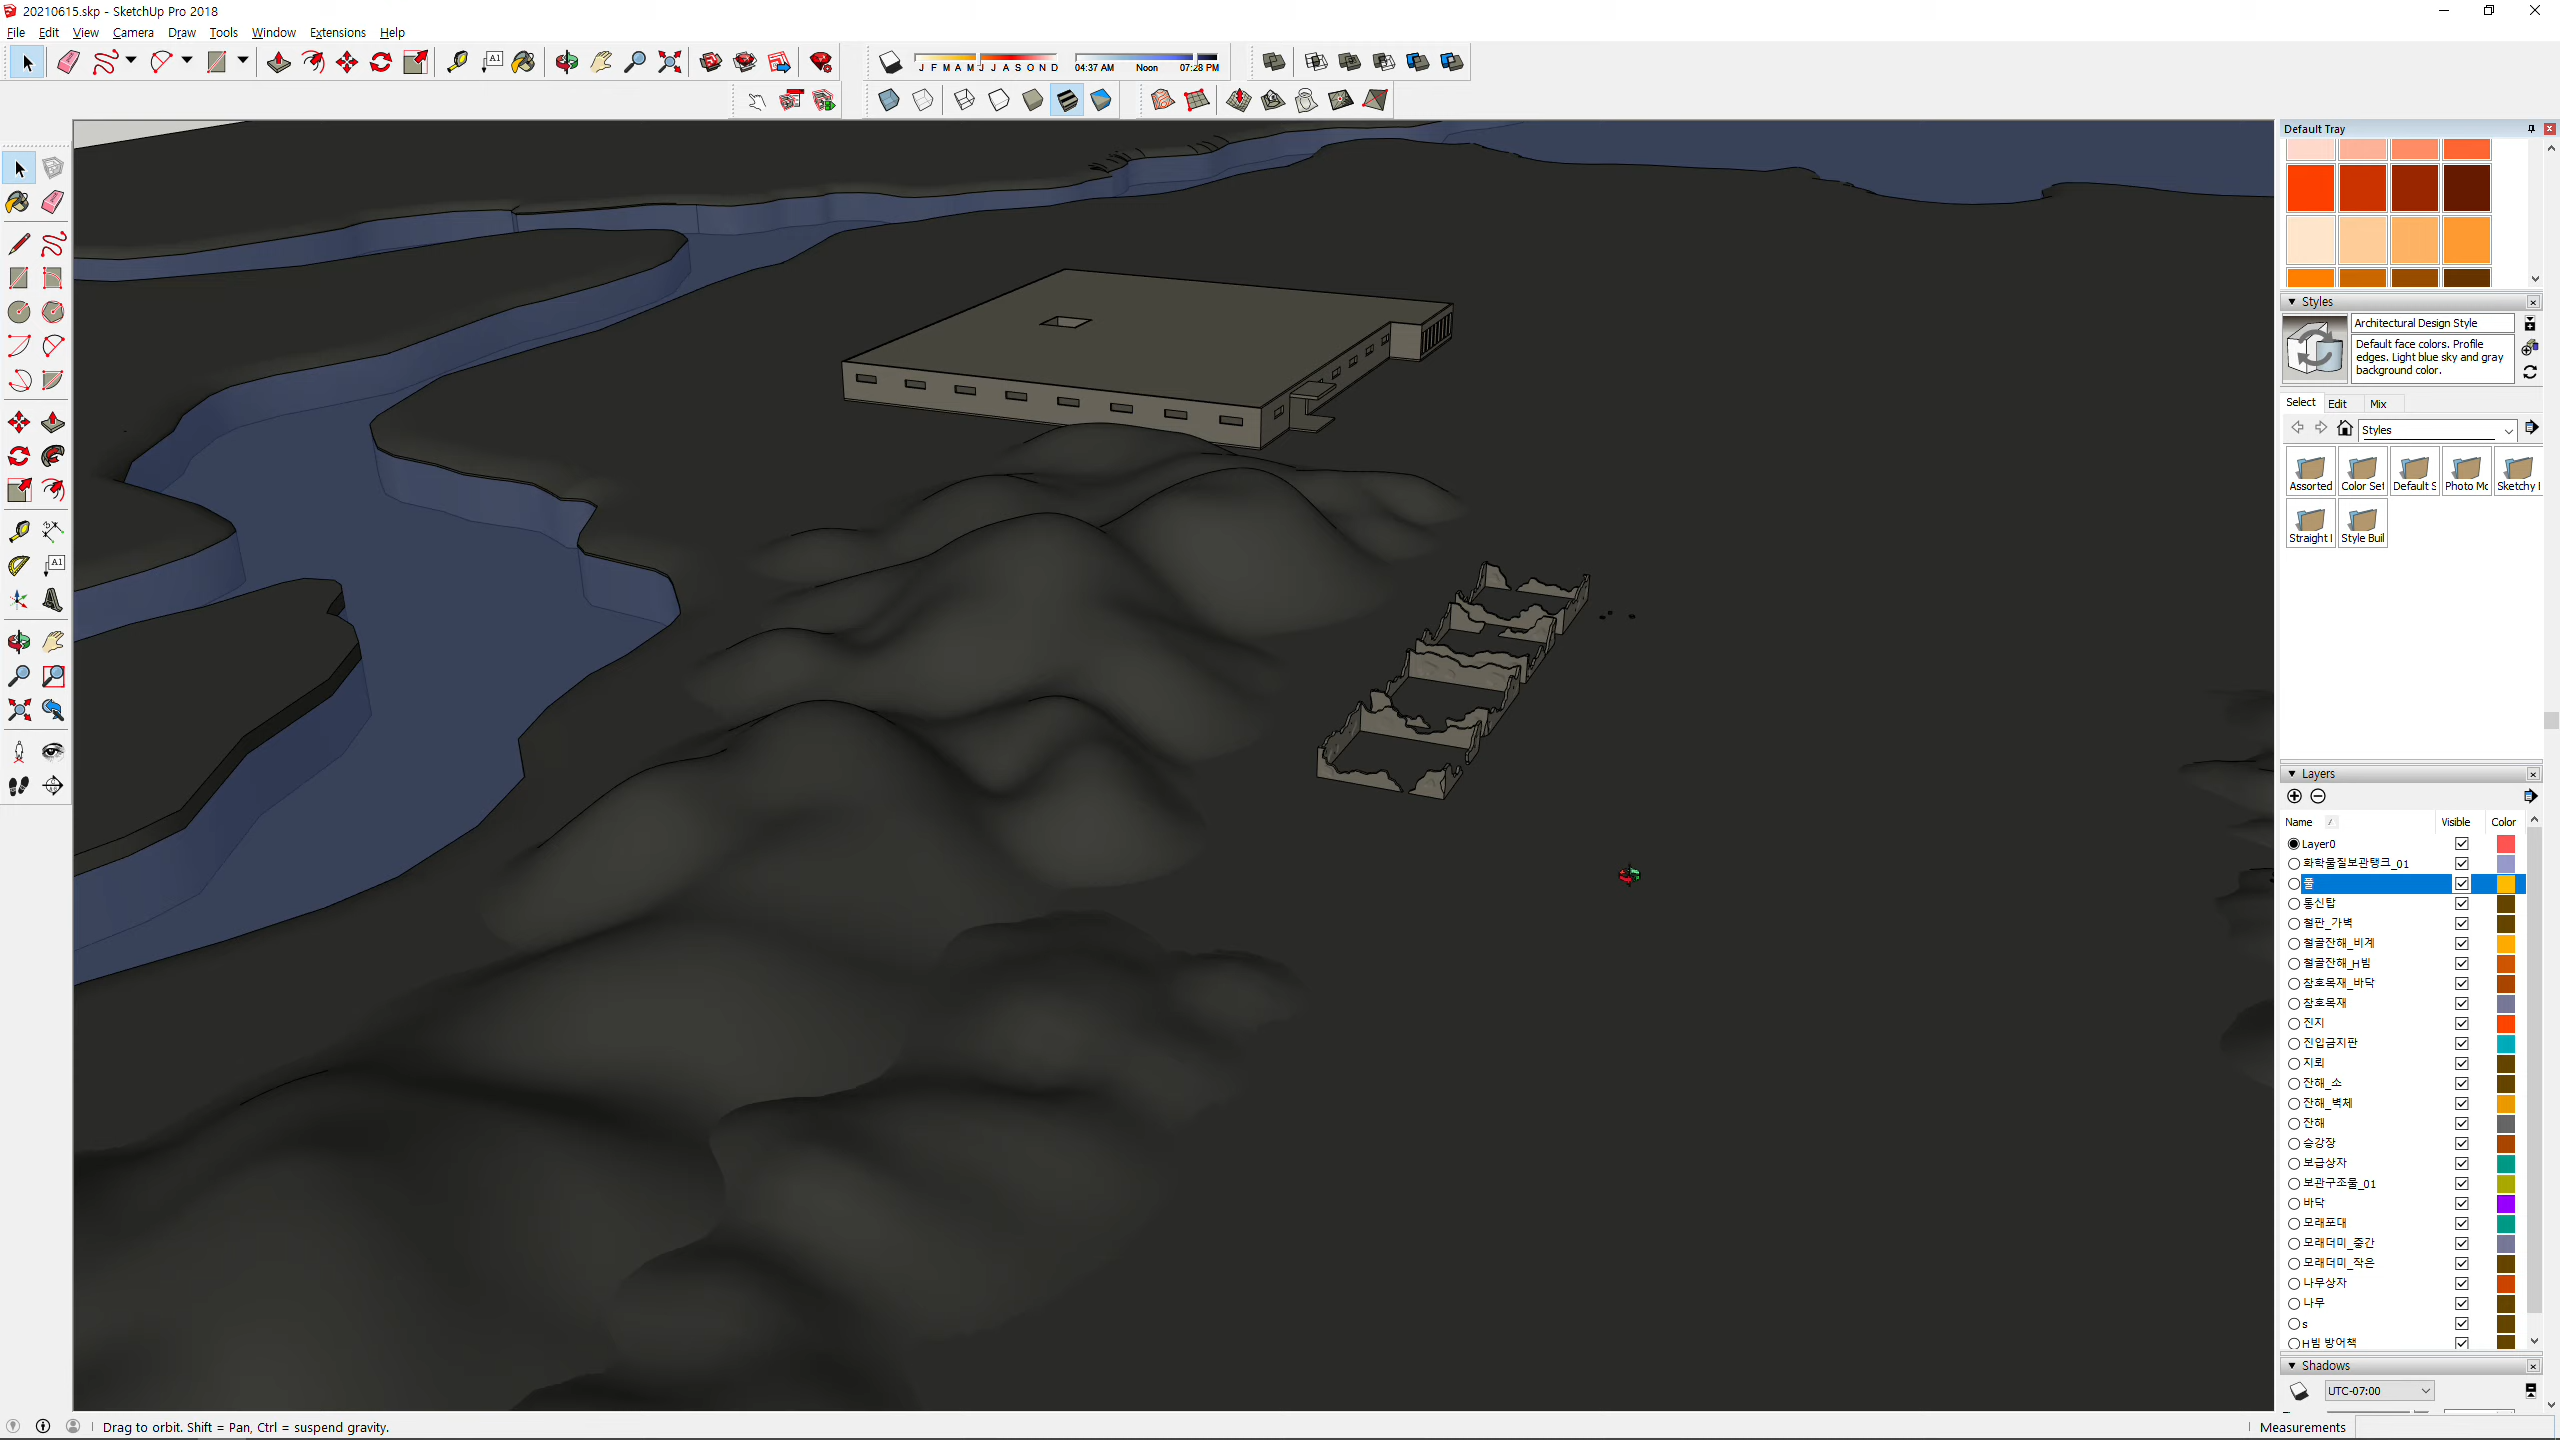 20210615.skp - SketchUp Pro 2018
File Edit View Camera Draw Tools Window Extensions Help
A1
J F M A M J J A S O N D
04:37 AM Noon 07:28 PM
Default Tray
Styles
Architectural Design Style
Default face colors. Profile edges. Light blue sky and gray background color.
Select Edit Mix
Styles
Assorted Color Set Default S Photo Mo Sketchy I
Straight I Style Buil
A1
Layers
Name Visible Color
Layer0
화학물질보관탱크_01
풀
통신탑
철판_가벽
철골잔해_비계
철골잔해_H빔
참호목재_바닥
참호목재
진지
진입금지판
지뢰
잔해_소
잔해_벽체
잔해
승강장
보급상자
보관구조물_01
바닥
모래포대
모래더미_중간
모래더미_작은
나무상자
나무
s
H빔 방어책
Shadows
UTC-07:00
Drag to orbit. Shift = Pan, Ctrl = suspend gravity.
Measurements